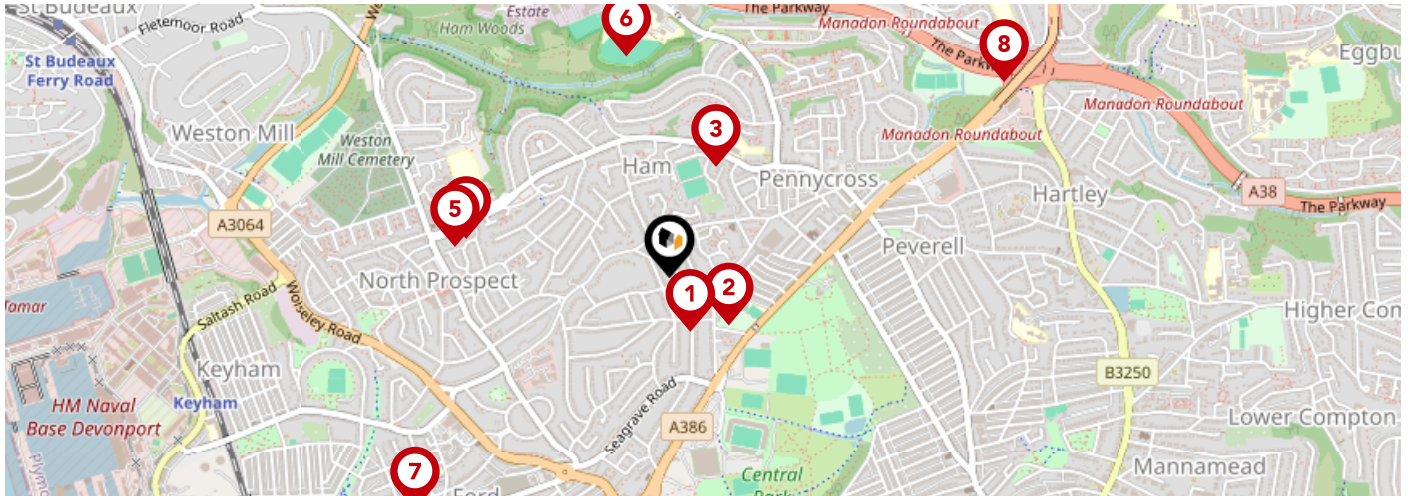 St Budeaux
Estate
The Parkway
Fletemoor Road
Ham Woods
6
Manadon Roundabout
8
The Parkway
Eggbu
St Budeaux
Ferry Road
Weston Mill
Weston
Mill Cemetery
3
Manadon Roundabout
Manadon Roundabout
Ham
Pennycross
Hartley
A38
The Parkway
5
A3064
Peverell
North Prospect
1
2
Tamar
Saltash Road
Wolseley Road
Higher Com
Keyham
B3250
Keyham
HM Naval
Base Devonport
Seagrave Road
A386
Lower Compton
7
Mannamead
Central
Park
Ford
Plymo